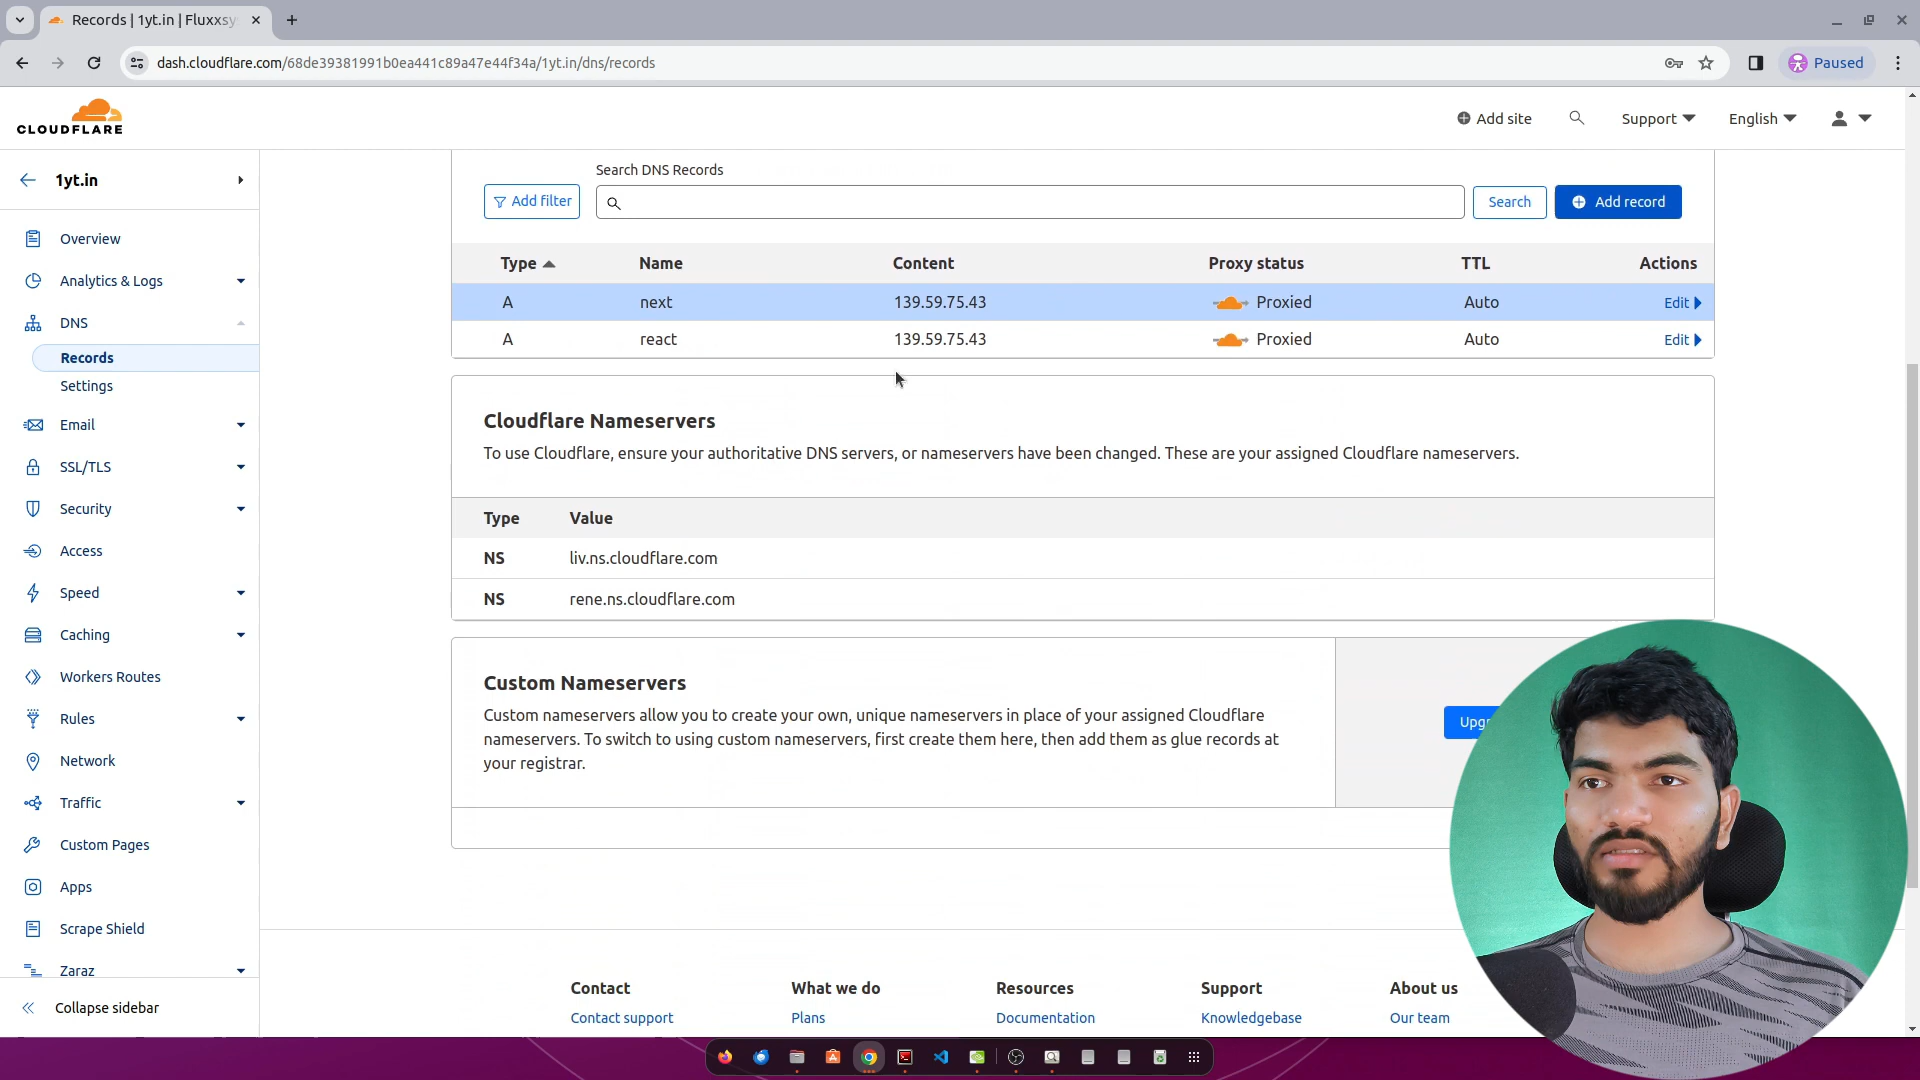 Records | 1yt.in | Fluxxsy
dash.cloudflare.com/68de39381991b0ea441c89a47e44f34a/1yt.in/dns/records
Paused
CLOUDFLARE
Add site
Support
English
1yt.in
Overview
Analytics & Logs
DNS
Records
Settings
Email
SSL/TLS
Security
Access
Speed
Caching
Workers Routes
Rules
Network
Traffic
Custom Pages
Apps
Scrape Shield
Zaraz
Collapse sidebar
Search DNS Records
Add filter
Search
Add record
Type Name Content Proxy status TTL Actions
A next 139.59.75.43 Proxied Auto Edit
A react 139.59.75.43 Proxied Auto Edit
Cloudflare Nameservers
To use Cloudflare, ensure your authoritative DNS servers, or nameservers have been changed. These are your assigned Cloudflare nameservers.
Type Value
NS liv.ns.cloudflare.com
NS rene.ns.cloudflare.com
Custom Nameservers
Custom nameservers allow you to create your own, unique nameservers in place of your assigned Cloudflare
nameservers. To switch to using custom nameservers, first create them here, then add them as glue records at
your registrar.
Contact What we do Resources Support About us
Contact support Plans Documentation Knowledgebase Our team